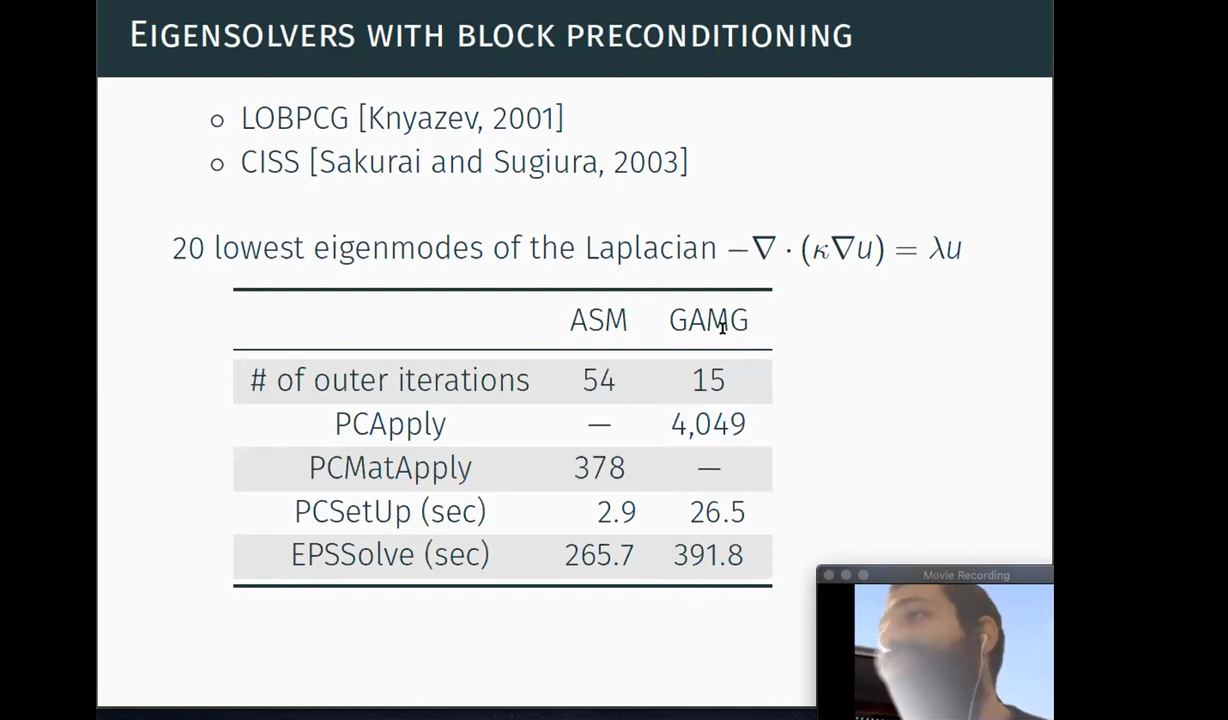 EIGENSOLVERS WITH BLOCK PRECONDITIONING
LOBPCG [Knyazev, 2001]
CISS [Sakurai and Sugiura, 2003]
20 lowest eigenmodes of the Laplacian −∇ · (κ∇u) = λu
ASM GAMG
# of outer iterations 54 15
PCApply — 4,049
PCMatApply 378 —
PCSetUp (sec) 2.9 26.5
EPSSolve (sec) 265.7 391.8
Movie Recording